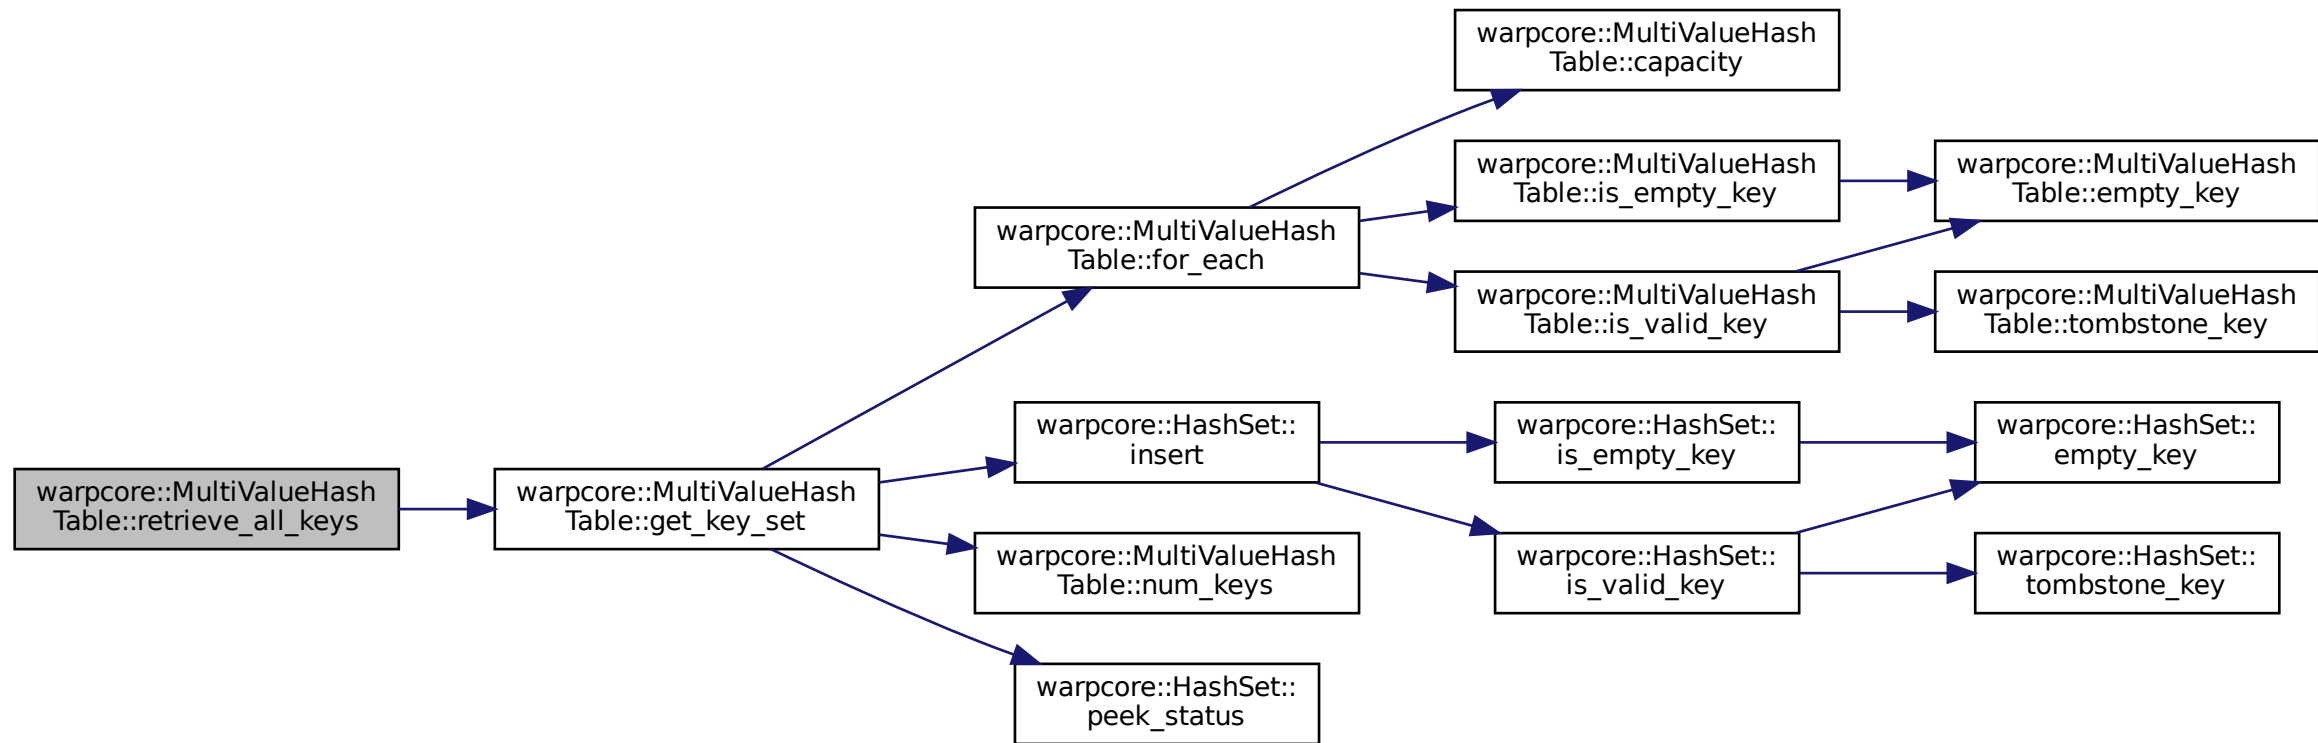 warpcore::MultiValueHash
Table::retrieve_all_keys
warpcore::MultiValueHash
Table::get_key_set
warpcore::MultiValueHash
Table::for_each
warpcore::MultiValueHash
Table::capacity
warpcore::MultiValueHash
Table::is_empty_key
warpcore::MultiValueHash
Table::empty_key
warpcore::MultiValueHash
Table::is_valid_key
warpcore::MultiValueHash
Table::tombstone_key
warpcore::HashSet::
insert
warpcore::HashSet::
is_empty_key
warpcore::HashSet::
empty_key
warpcore::HashSet::
is_valid_key
warpcore::HashSet::
tombstone_key
warpcore::MultiValueHash
Table::num_keys
warpcore::HashSet::
peek_status